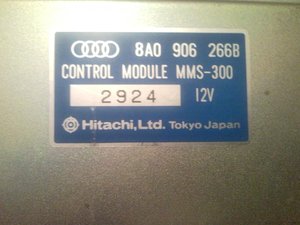 8A0 906 266B
CONTROL MODULE MMS-300
2924 12V
Hitachi,Ltd. Tokyo Japan